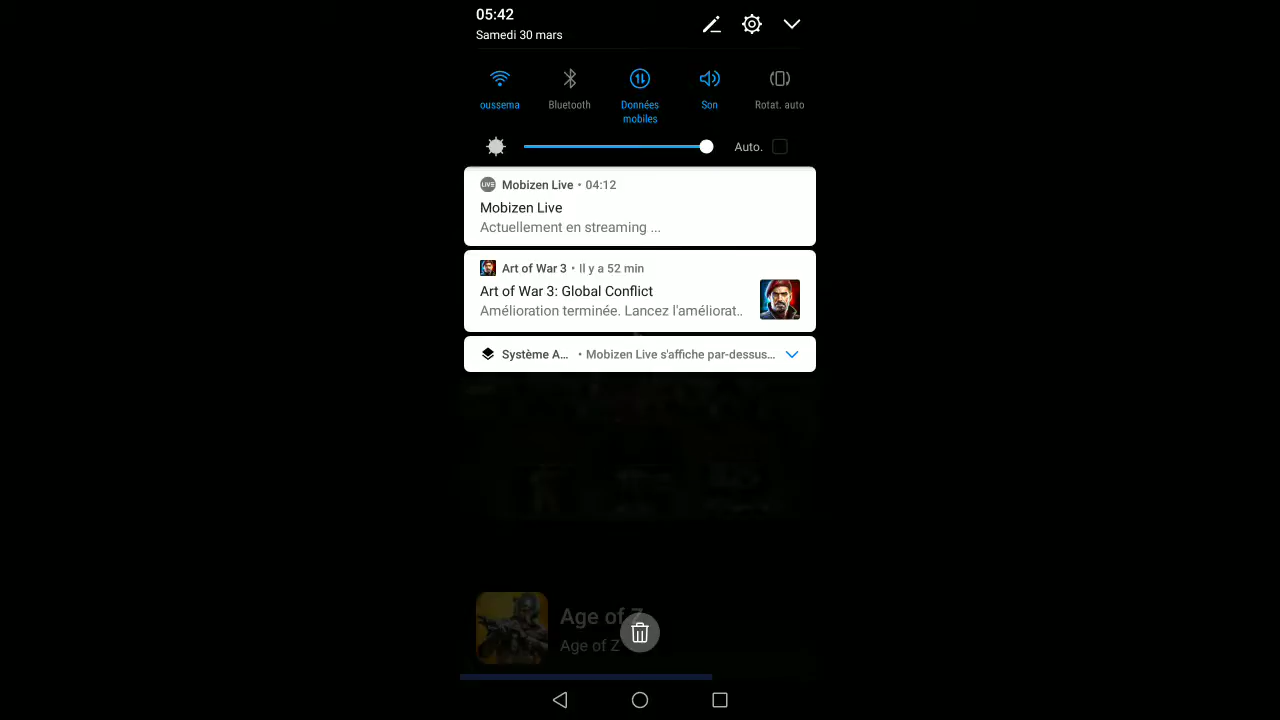 05:42
Samedi 30 mars
oussema
Bluetooth
Données
mobiles
Son
Rotat. auto
Auto.
LIVE Mobizen Live • 04:12
Mobizen Live
Actuellement en streaming ...
Art of War 3 • Il y a 52 min
Art of War 3: Global Conflict
Amélioration terminée. Lancez l'améliorat..
Système A... • Mobizen Live s'affiche par-dessus...
Age of Z
Age of Z